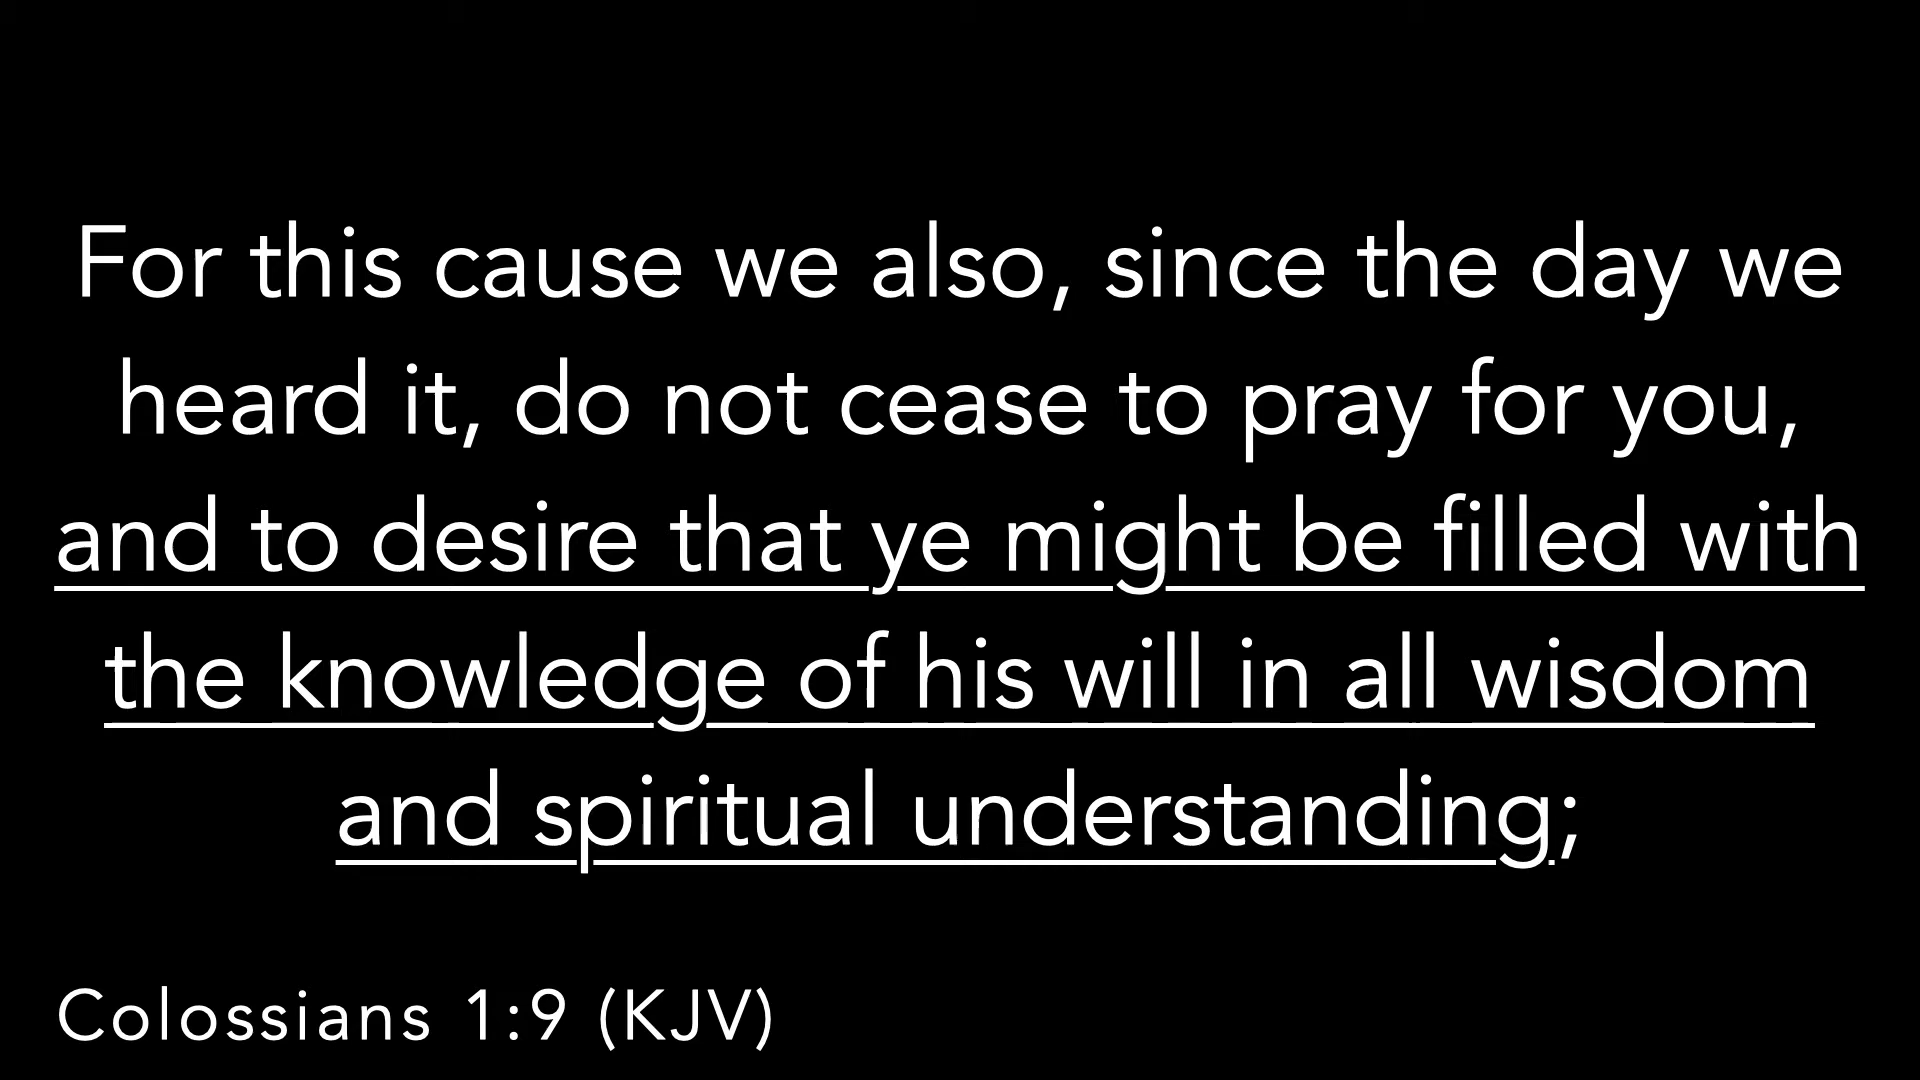 For this cause we also, since the day we
heard it, do not cease to pray for you,
and to desire that ye might be filled with
the knowledge of his will in all wisdom
and spiritual understanding;
Colossians 1:9 (KJV)